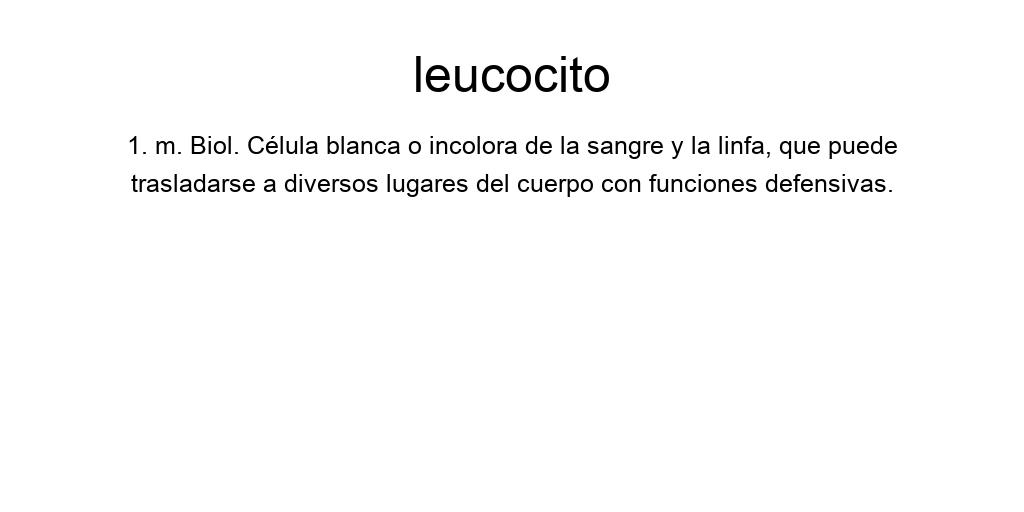 leucocito
1. m. Biol. Célula blanca o incolora de la sangre y la linfa, que puede
trasladarse a diversos lugares del cuerpo con funciones defensivas.